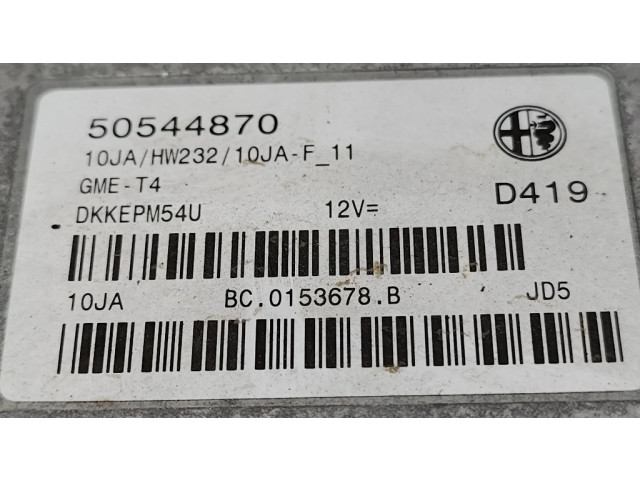 50544870
10JA/HW232/10JA-F_11
GME-T4
D419
DKKEPM54U 12V=
10JA BC.0153678.B JD5